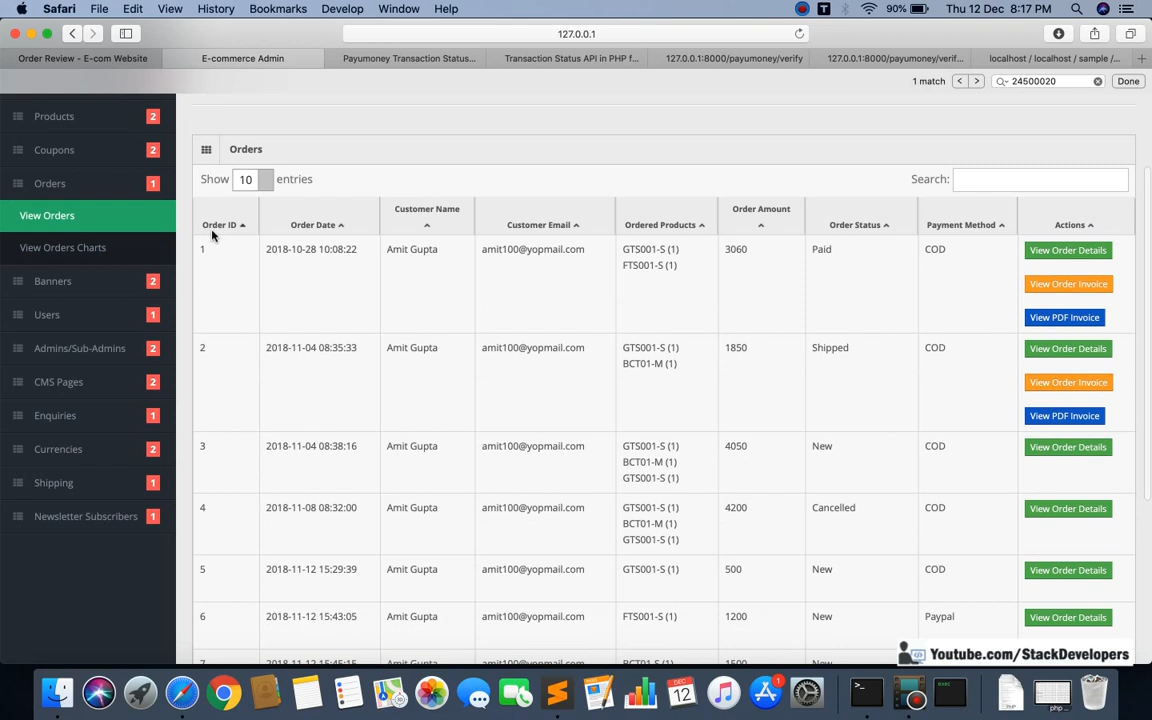 Safari File Edit View History Bookmarks Develop Window Help 90% Thu 12 Dec 8:17 PM
127.0.0.1
Order Review - E-com Website E-commerce Admin Payumoney Transaction Status... Transaction Status API in PHP f... 127.0.0.1:8000/payumoney/verify 127.0.0.1:8000/payumoney/verif... localhost / localhost / sample /...
1 match 24500020 Done
Products 2
Coupons 2
Orders 1
View Orders
View Orders Charts
Banners 2
Users 1
Admins/Sub-Admins 2
CMS Pages 2
Enquiries 1
Currencies 2
Shipping 1
Newsletter Subscribers 1
Orders
Show 10 entries Search:
Order ID Order Date Customer Name Customer Email Ordered Products Order Amount Order Status Payment Method Actions
1 2018-10-28 10:08:22 Amit Gupta amit100@yopmail.com GTS001-S (1) 3060 Paid COD View Order Details
FTS001-S (1)
View Order Invoice
View PDF Invoice
2 2018-11-04 08:35:33 Amit Gupta amit100@yopmail.com GTS001-S (1) 1850 Shipped COD View Order Details
BCT01-M (1)
View Order Invoice
View PDF Invoice
3 2018-11-04 08:38:16 Amit Gupta amit100@yopmail.com GTS001-S (1) 4050 New COD View Order Details
BCT01-M (1)
GTS001-S (1)
4 2018-11-08 08:32:00 Amit Gupta amit100@yopmail.com GTS001-S (1) 4200 Cancelled COD View Order Details
BCT01-M (1)
GTS001-S (1)
5 2018-11-12 15:29:39 Amit Gupta amit100@yopmail.com GTS001-S (1) 500 New COD View Order Details
6 2018-11-12 15:43:05 Amit Gupta amit100@yopmail.com FTS001-S (1) 1200 New Paypal View Order Details
Youtube.com/StackDevelopers